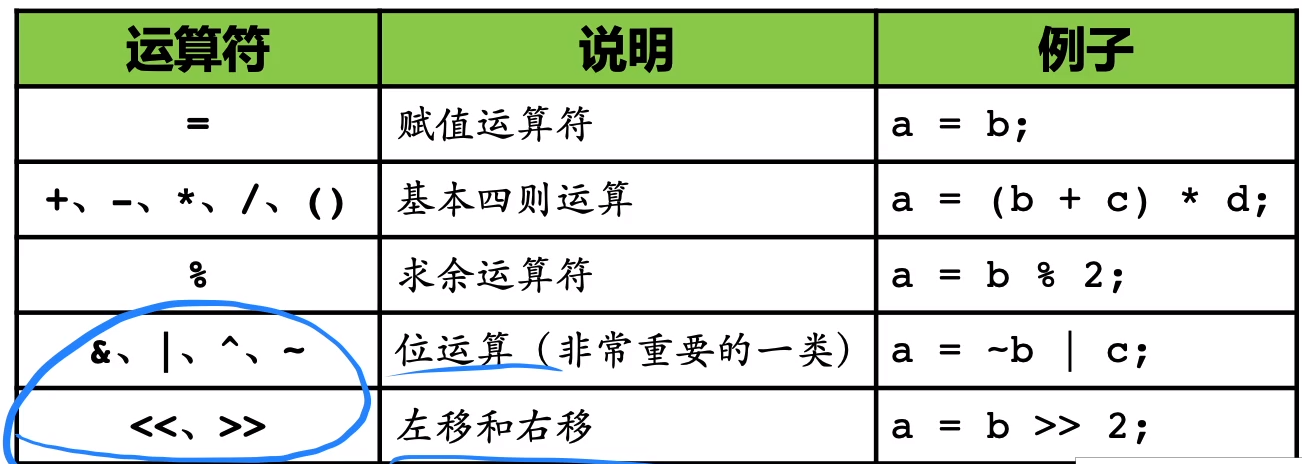 运算符 说明 例子
= 赋值运算符 a = b;
+、-、*、/、() 基本四则运算 a = (b + c) * d;
% 求余运算符 a = b % 2;
&、|、^、~ 位运算（非常重要的一类） a = ~b | c;
<<、>> 左移和右移 a = b >> 2;